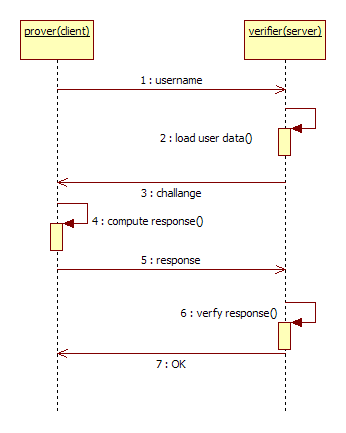 prover(client)
verifier(server)
1 : username
2 : load user data()
3 : challange
4 : compute response()
5 : response
6 : verfy response()
7 : OK